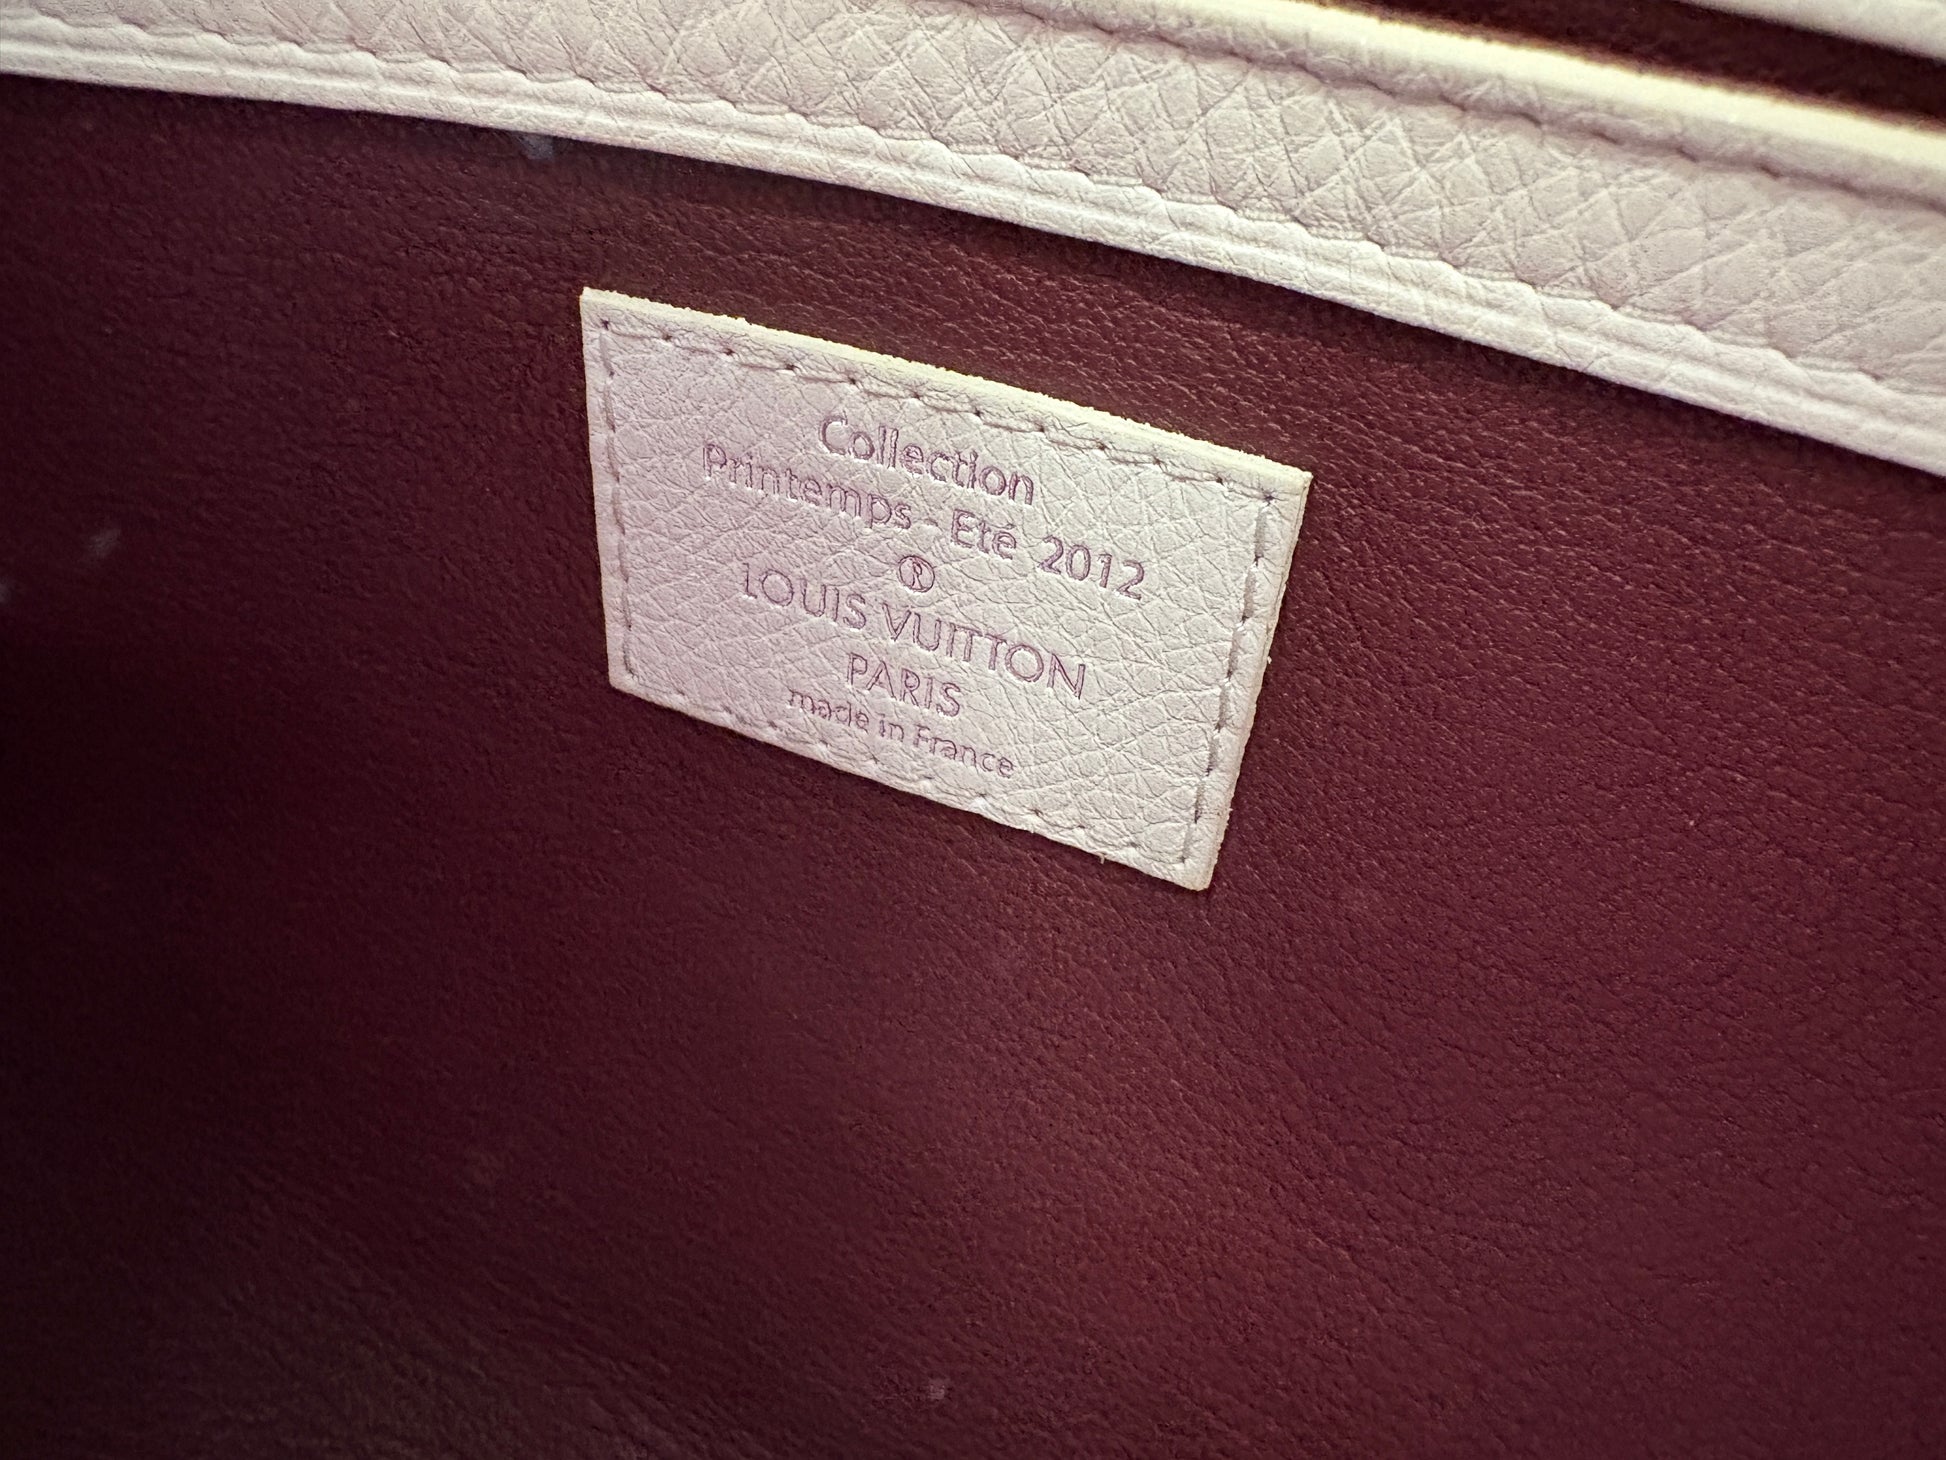 Collection
Printemps - Eté 2012
®
LOUIS VUITTON
PARIS
made in France